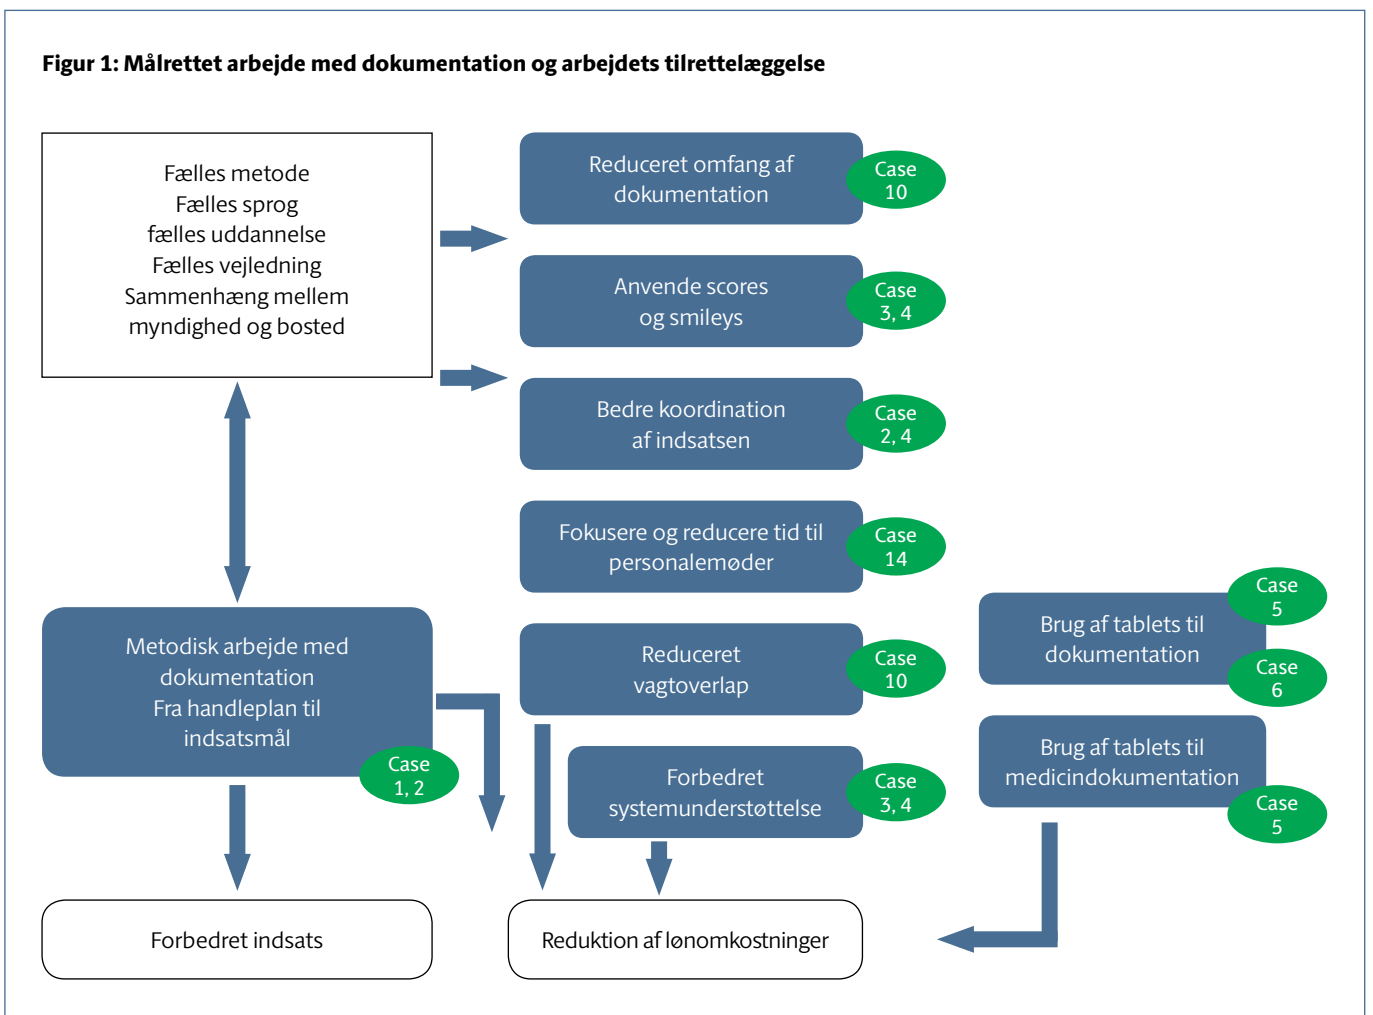 Figur 1: Målrettet arbejde med dokumentation og arbejdets tilrettelæggelse
Fælles metode
Fælles sprog
fælles uddannelse
Fælles vejledning
Sammenhæng mellem
myndighed og bosted
Reduceret omfang af
dokumentation
Case
10
Anvende scores
og smileys
Case
3, 4
Bedre koordination
af indsatsen
Case
2, 4
Fokusere og reducere tid til
personalemøder
Case
14
Metodisk arbejde med
dokumentation
Fra handleplan til
indsatsmål
Case
1, 2
Reduceret
vagtoverlap
Case
10
Forbedret
systemunderstøttelse
Case
3, 4
Brug af tablets til
dokumentation
Case
5
Case
6
Brug af tablets til
medicindokumentation
Case
5
Forbedret indsats
Reduktion af lønomkostninger